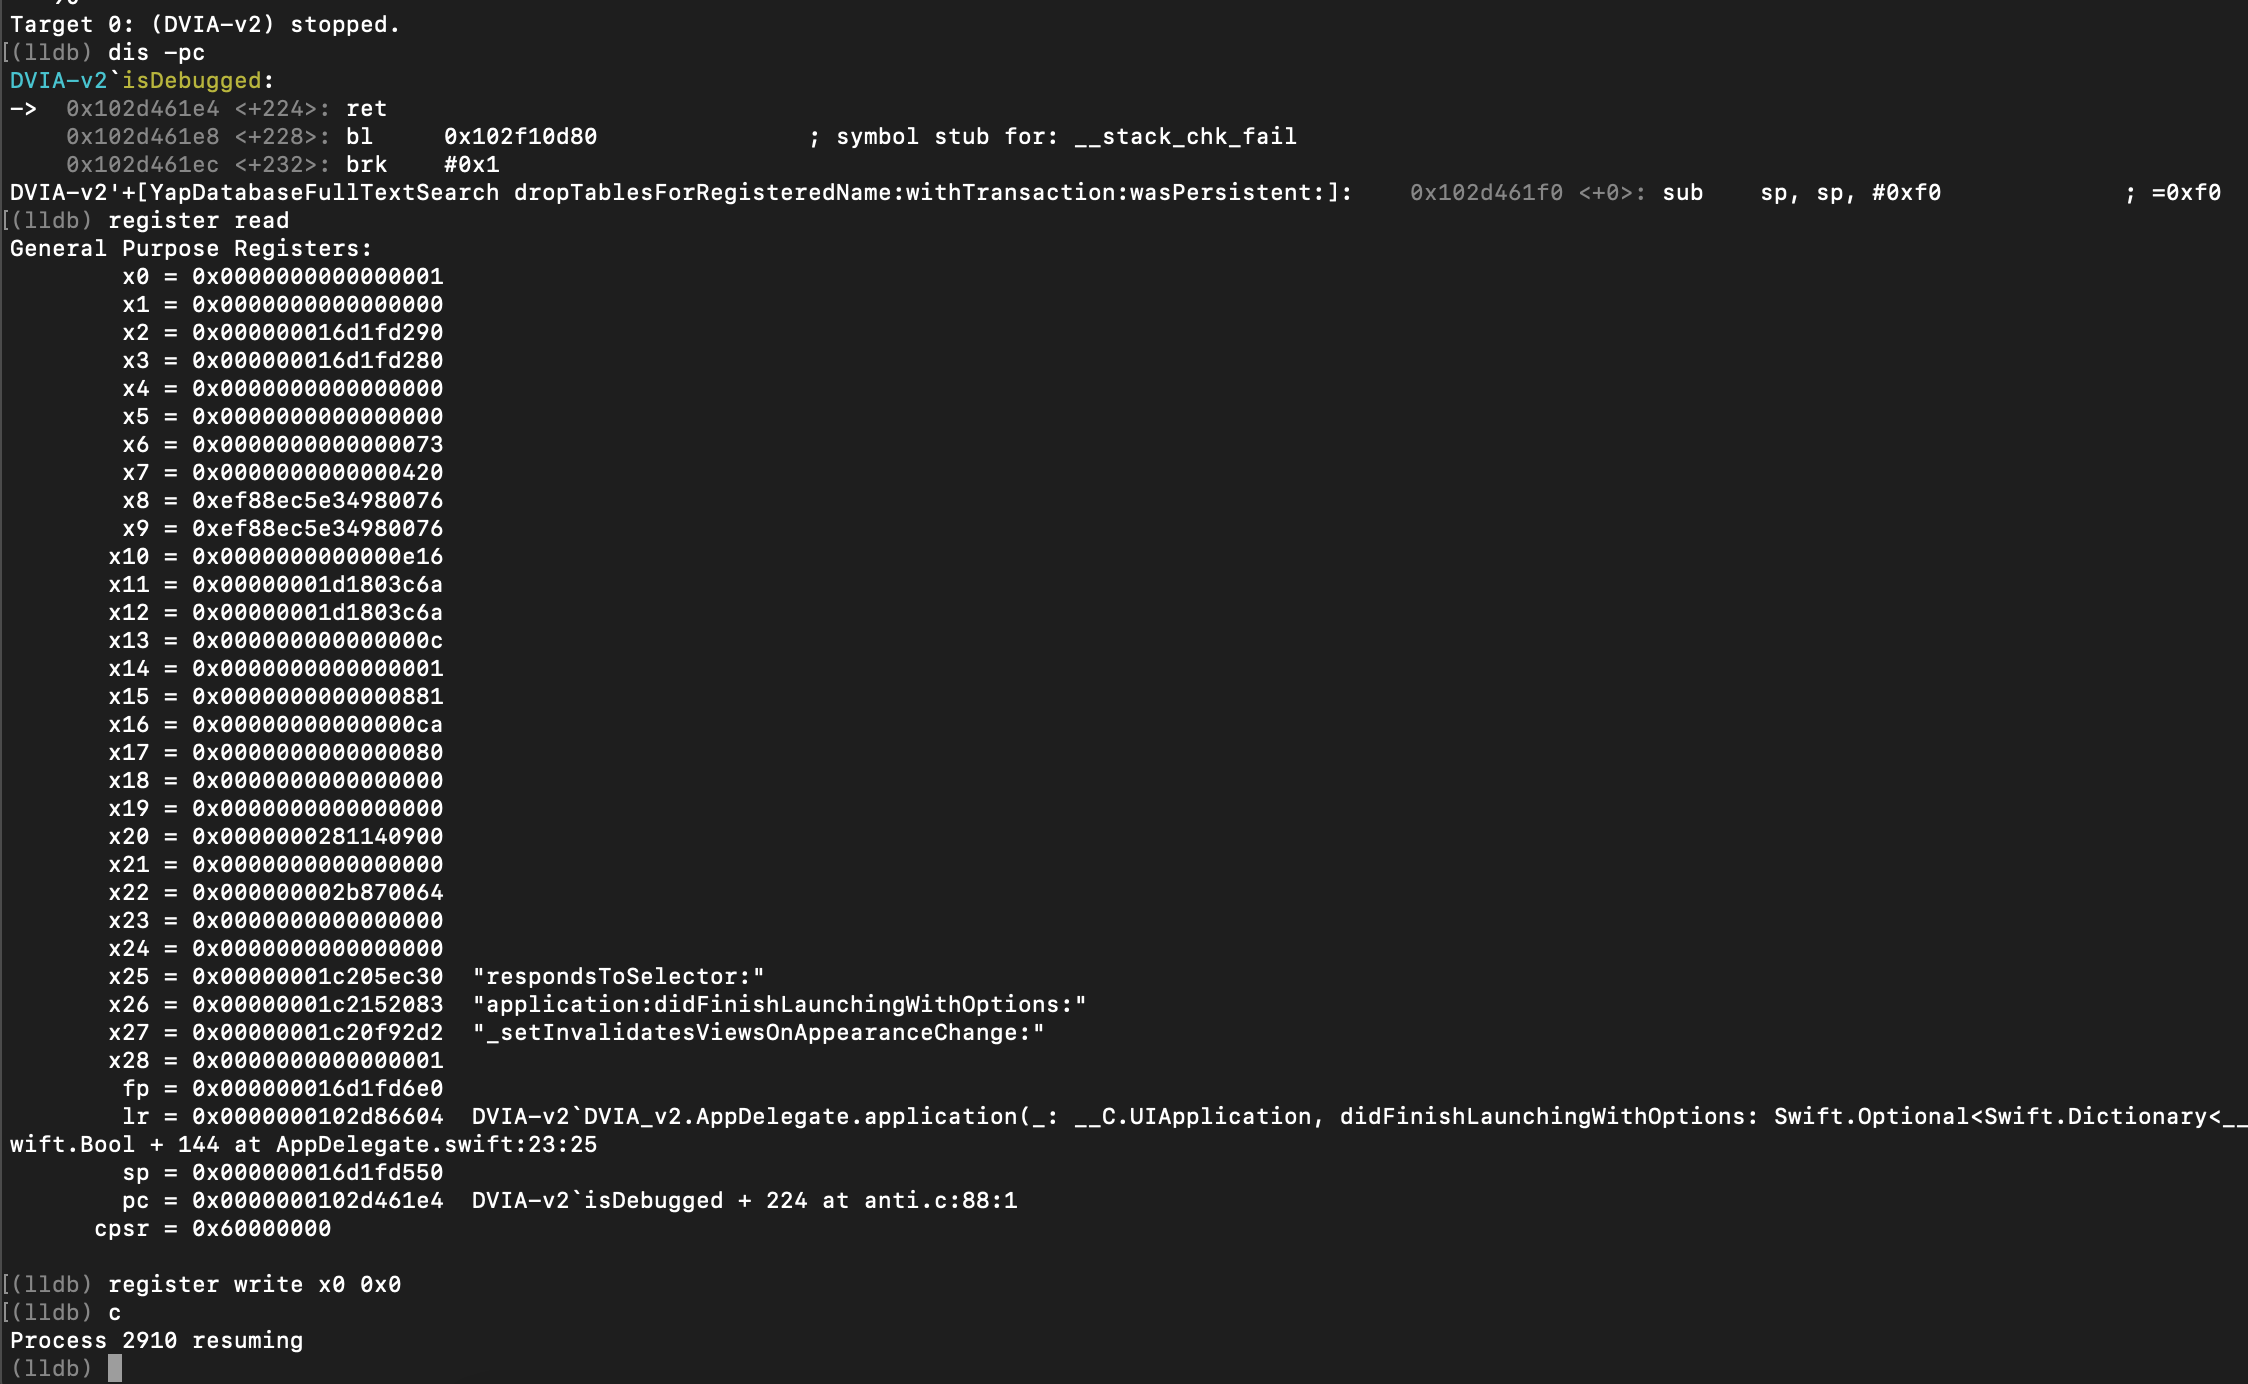 Target 0: (DVIA-v2) stopped.
[(lldb) dis -pc
DVIA-v2`isDebugged:
->  0x102d461e4 <+224>: ret
    0x102d461e8 <+228>: bl     0x102f10d80               ; symbol stub for: __stack_chk_fail
    0x102d461ec <+232>: brk    #0x1
DVIA-v2'+[YapDatabaseFullTextSearch dropTablesForRegisteredName:withTransaction:wasPersistent:]:    0x102d461f0 <+0>: sub    sp, sp, #0xf0             ; =0xf0
[(lldb) register read
General Purpose Registers:
        x0 = 0x0000000000000001
        x1 = 0x0000000000000000
        x2 = 0x000000016d1fd290
        x3 = 0x000000016d1fd280
        x4 = 0x0000000000000000
        x5 = 0x0000000000000000
        x6 = 0x0000000000000073
        x7 = 0x0000000000000420
        x8 = 0xef88ec5e34980076
        x9 = 0xef88ec5e34980076
       x10 = 0x0000000000000e16
       x11 = 0x00000001d1803c6a
       x12 = 0x00000001d1803c6a
       x13 = 0x000000000000000c
       x14 = 0x0000000000000001
       x15 = 0x0000000000000881
       x16 = 0x00000000000000ca
       x17 = 0x0000000000000080
       x18 = 0x0000000000000000
       x19 = 0x0000000000000000
       x20 = 0x0000000281140900
       x21 = 0x0000000000000000
       x22 = 0x000000002b870064
       x23 = 0x0000000000000000
       x24 = 0x0000000000000000
       x25 = 0x00000001c205ec30  "respondsToSelector:"
       x26 = 0x00000001c2152083  "application:didFinishLaunchingWithOptions:"
       x27 = 0x00000001c20f92d2  "_setInvalidatesViewsOnAppearanceChange:"
       x28 = 0x0000000000000001
        fp = 0x000000016d1fd6e0
        lr = 0x0000000102d86604  DVIA-v2`DVIA_v2.AppDelegate.application(_: __C.UIApplication, didFinishLaunchingWithOptions: Swift.Optional<Swift.Dictionary<__
wift.Bool + 144 at AppDelegate.swift:23:25
        sp = 0x000000016d1fd550
        pc = 0x0000000102d461e4  DVIA-v2`isDebugged + 224 at anti.c:88:1
      cpsr = 0x60000000

[(lldb) register write x0 0x0
[(lldb) c
Process 2910 resuming
(lldb)